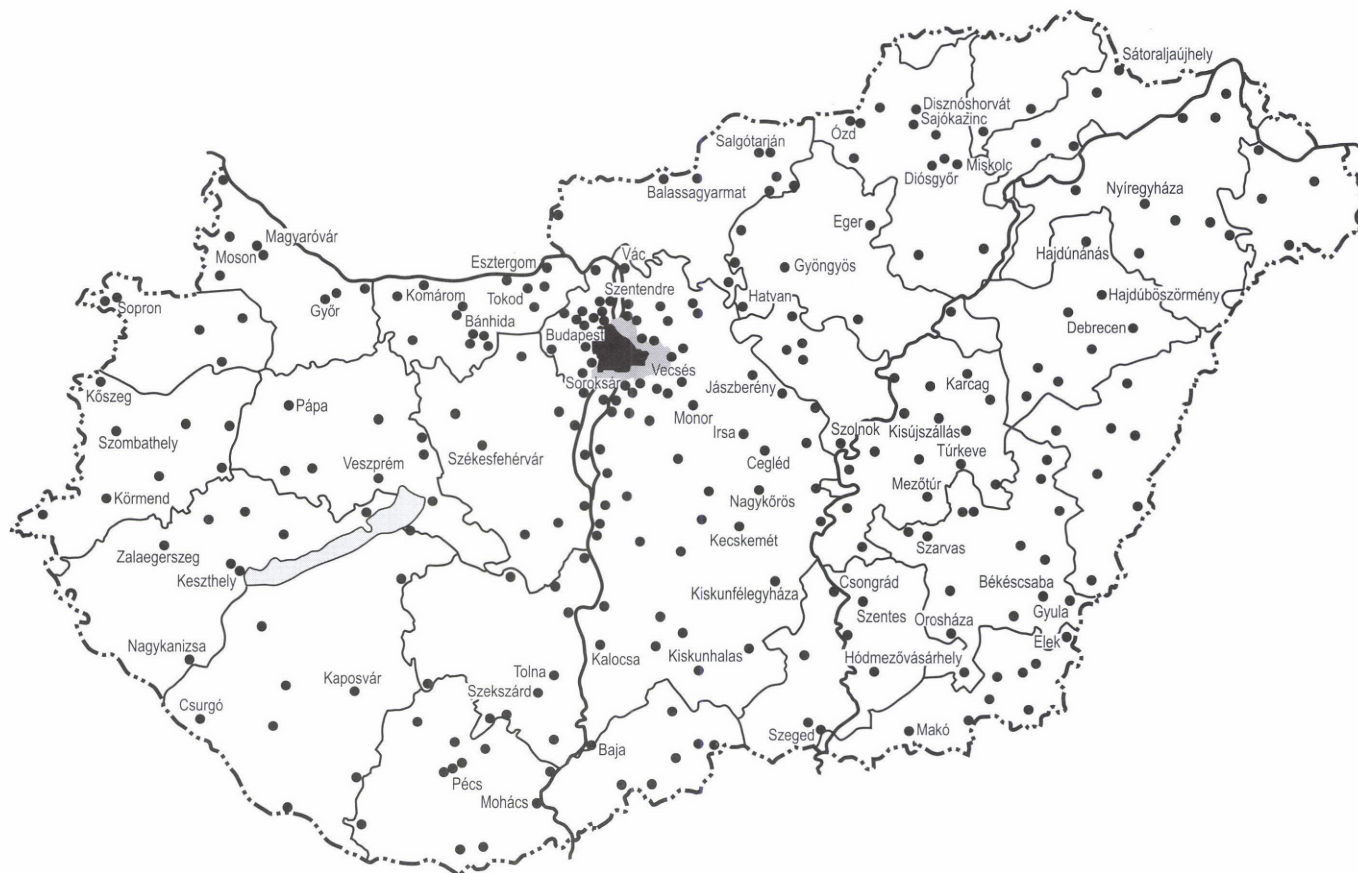 Sátoraljaújhely
Disznóshorvát
Sajókazinc
Ózd
Salgótarján
Miskolc
Diósgyőr
Balassagyarmat
Nyíregyháza
Eger
Magyaróvár
Hajdúnánás
Moson
Esztergom
Vác
Gyöngyös
Szentendre
Komárom
Tokod
Hatvan
Hajdúböszörmény
Sopron
Győr
Bánhida
Budapest
Debrecen
Vecsés
Soroksár
Jászberény
Karcag
Kőszeg
Pápa
Monor
Kisújszállás
Szombathely
Irsa
Szolnok
Túrkeve
Veszprém
Székesfehérvár
Cegléd
Mezőtúr
Körmend
Nagykőrös
Kecskemét
Szarvas
Zalaegerszeg
Keszthely
Csongrád
Békéscsaba
Kiskunfélegyháza
Szentes
Orosháza
Gyula
Elek
Nagykanizsa
Kalocsa
Kiskunhalas
Hódmezővásárhely
Tolna
Kaposvár
Szekszárd
Csurgó
Szeged
Makó
Baja
Pécs
Mohács